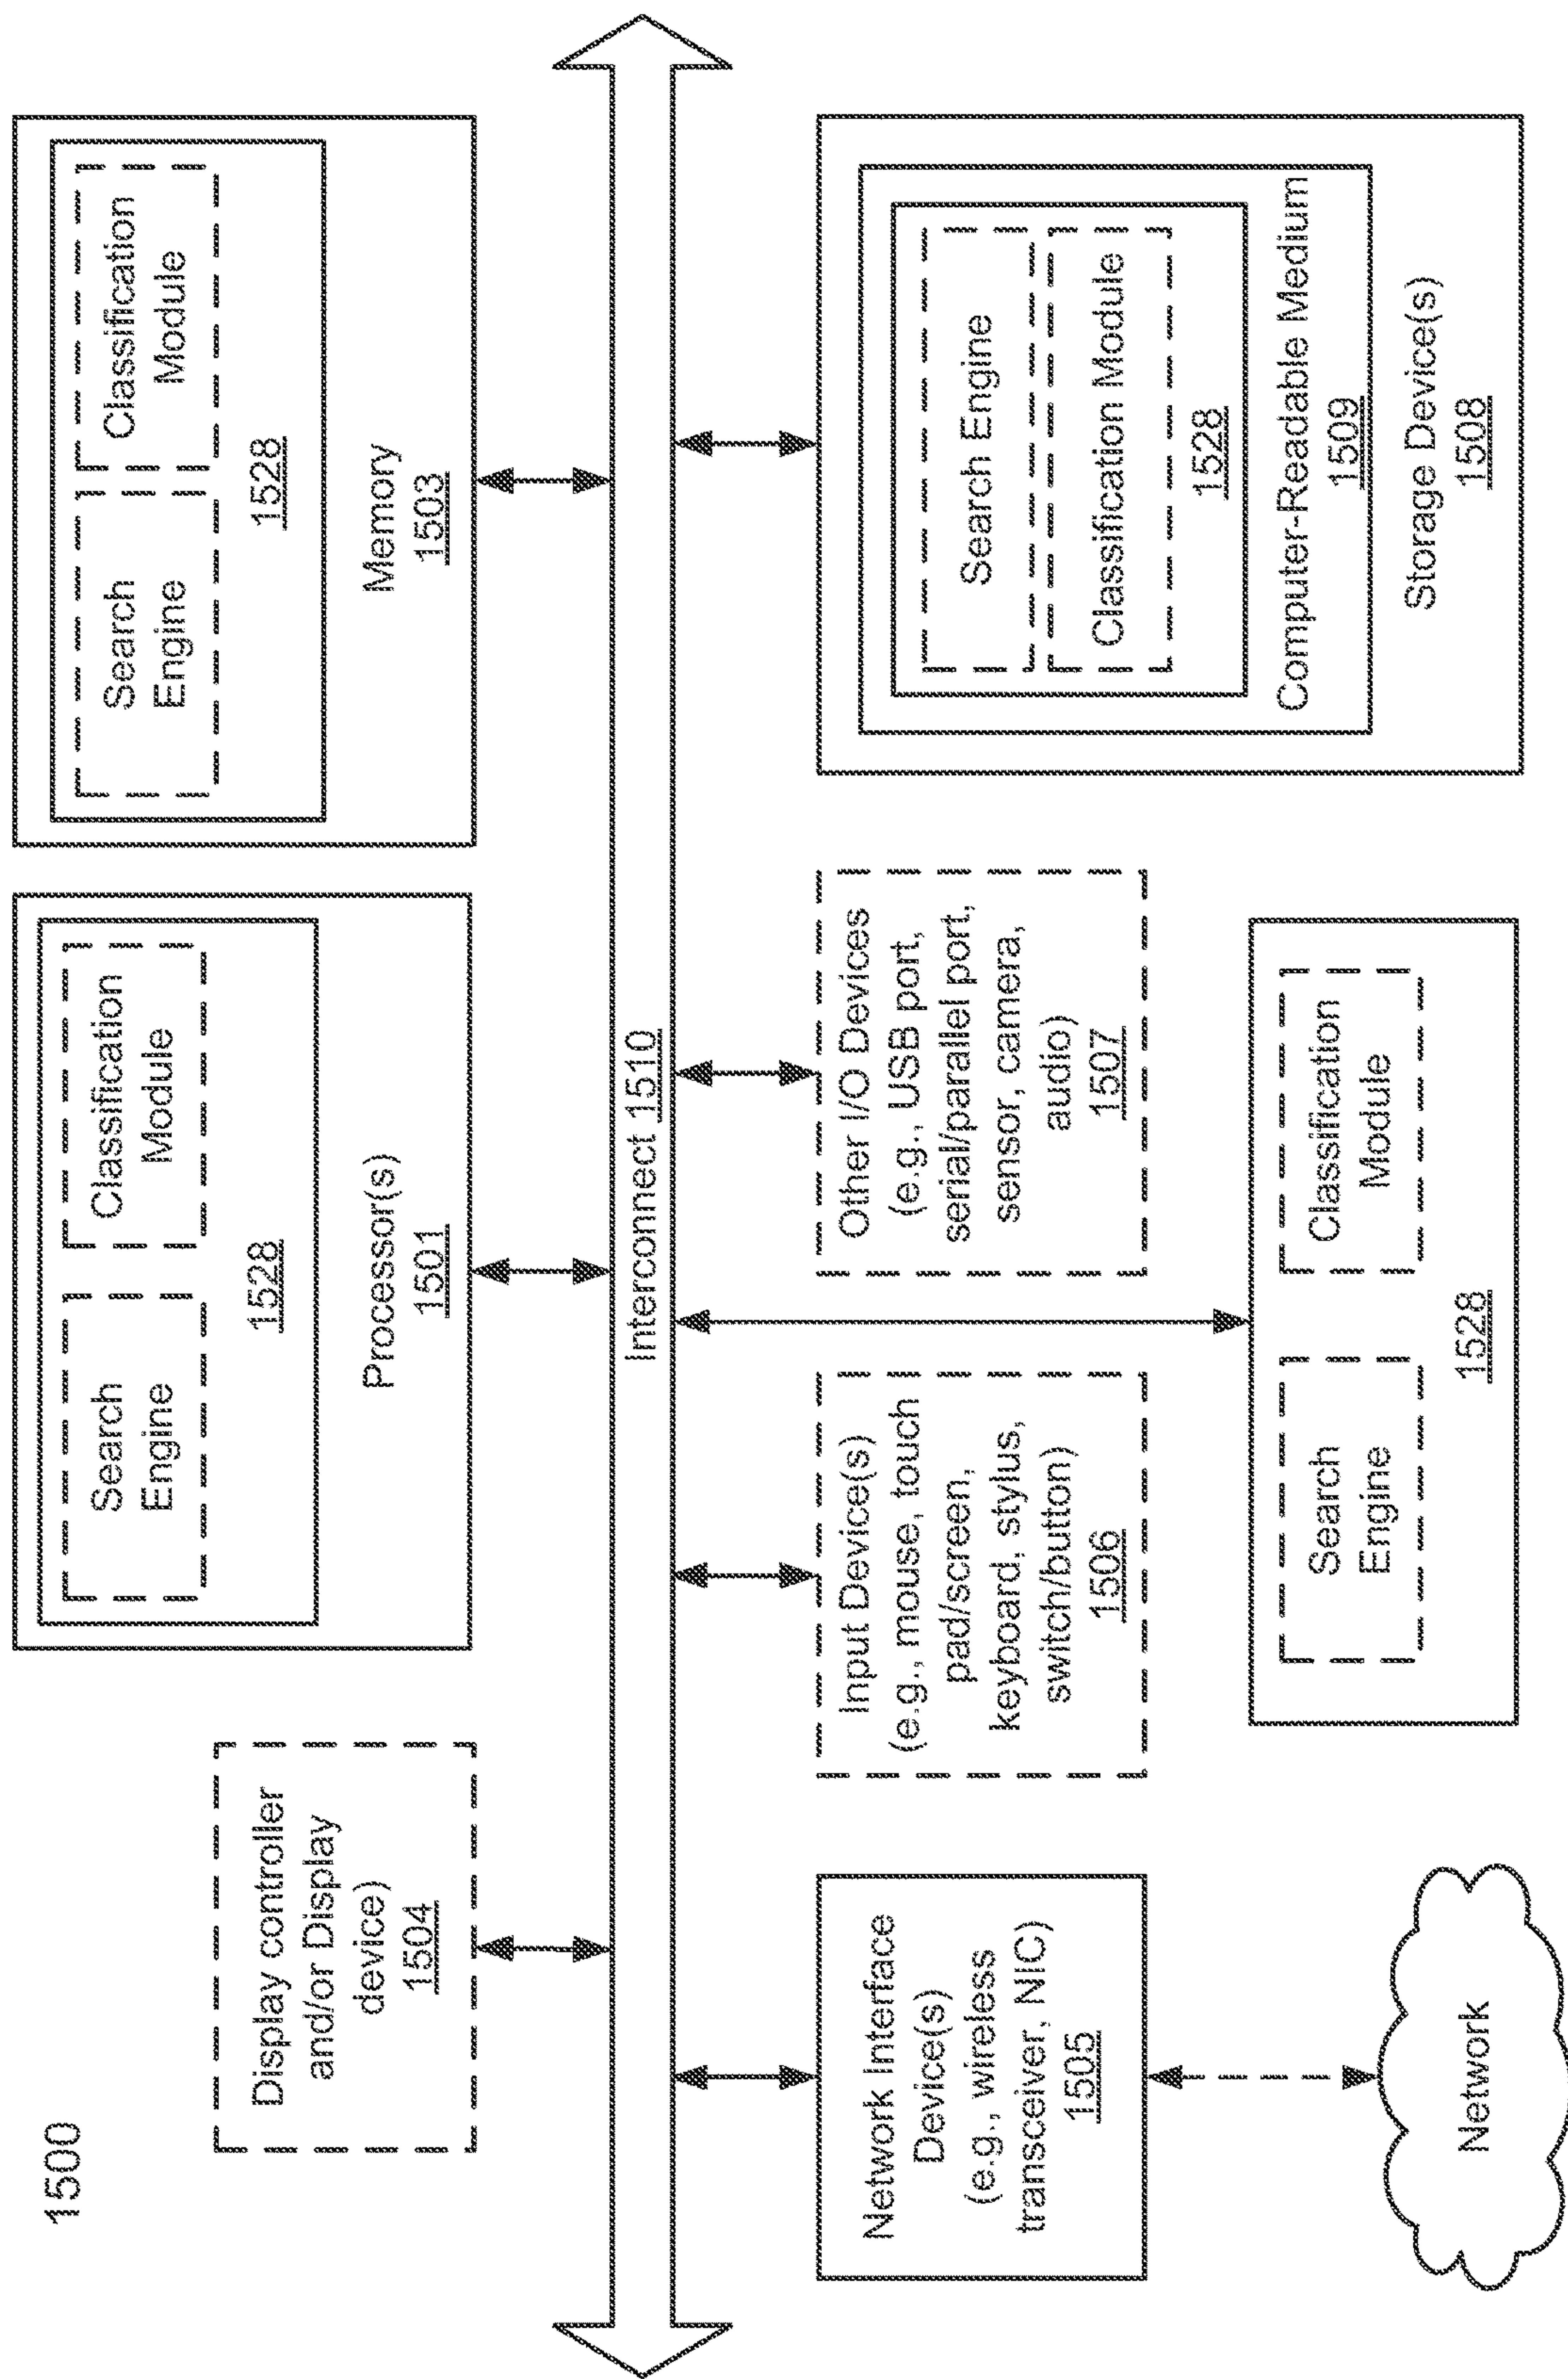 1500
Display controller
and/or Display
device)
1504
Search
Engine
Classification
Module
1528
Processor(s)
1501
Search
Engine
Classification
Module
1528
Memory
1503
Interconnect 1510
Network Interface
Device(s)
(e.g., wireless
transceiver, NIC)
1505
Input Device(s)
(e.g., mouse, touch
pad/screen,
keyboard, stylus,
switch/button)
1506
Other I/O Devices
(e.g., USB port,
serial/parallel port,
sensor, camera,
audio)
1507
Search Engine
Classification Module
1528
Computer-Readable Medium
1509
Storage Device(s)
1508
Network
Search
Engine
Classification
Module
1528